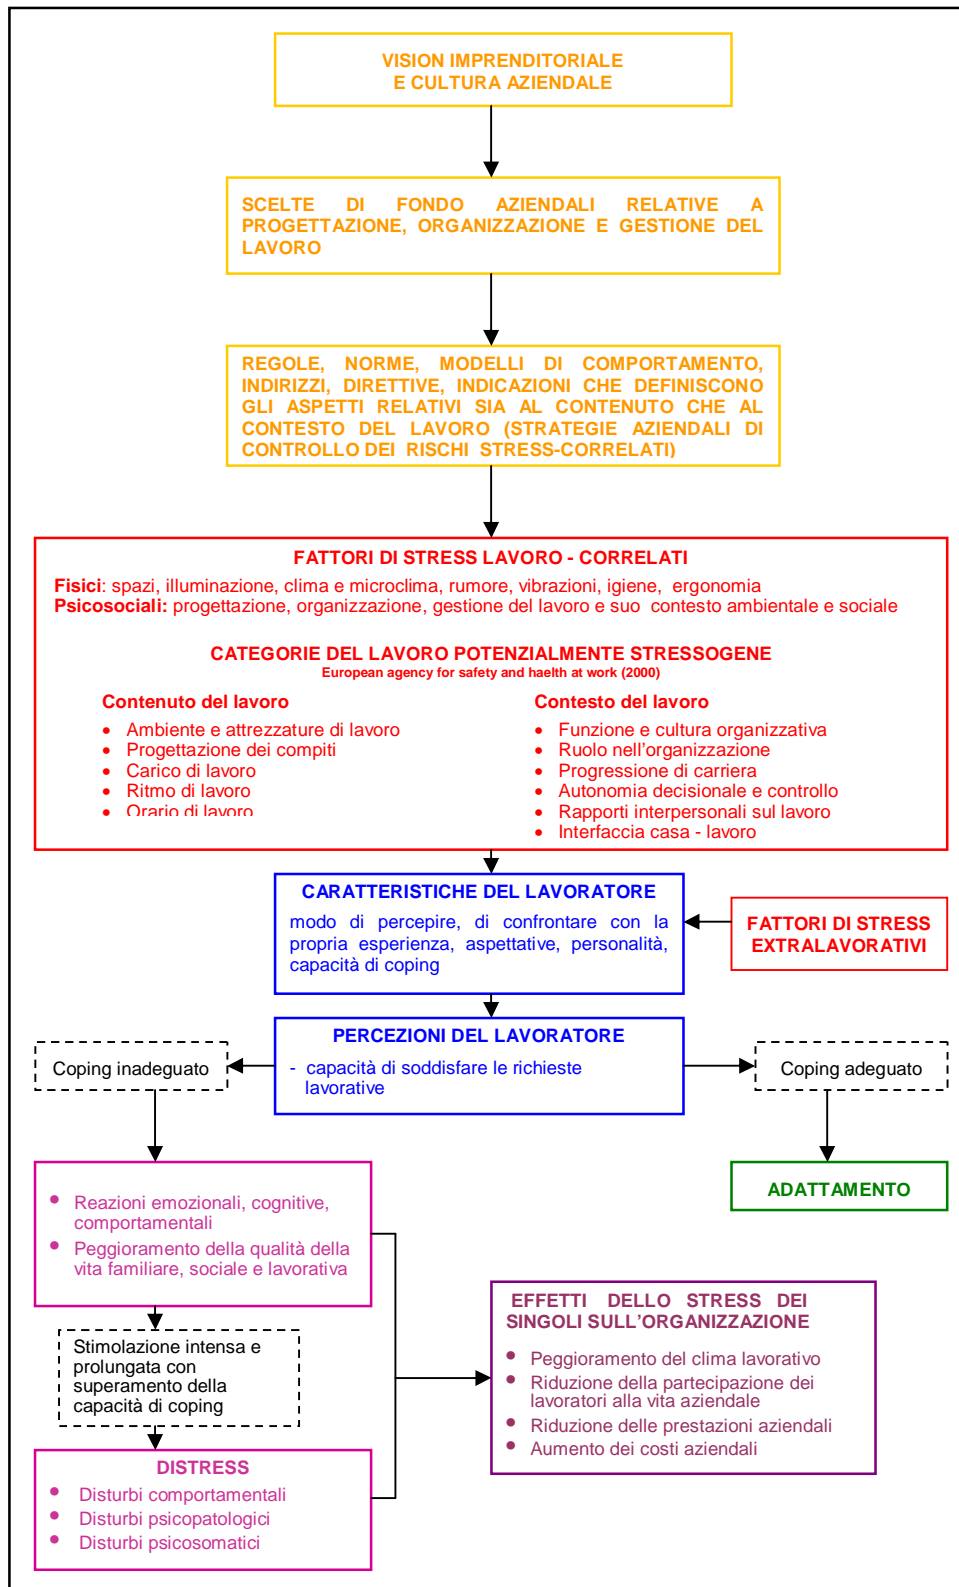 VISION IMPRENDITORIALE
E CULTURA AZIENDALE
SCELTE DI FONDO AZIENDALI RELATIVE A
PROGETTAZIONE, ORGANIZZAZIONE E GESTIONE DEL
LAVORO
REGOLE, NORME, MODELLI DI COMPORTAMENTO,
INDIRIZZI, DIRETTIVE, INDICAZIONI CHE DEFINISCONO
GLI ASPETTI RELATIVI SIA AL CONTENUTO CHE AL
CONTESTO DEL LAVORO (STRATEGIE AZIENDALI DI
CONTROLLO DEI RISCHI STRESS-CORRELATI)
FATTORI DI STRESS LAVORO - CORRELATI
Fisici: spazi, illuminazione, clima e microclima, rumore, vibrazioni, igiene, ergonomia
Psicosociali: progettazione, organizzazione, gestione del lavoro e suo contesto ambientale e sociale
CATEGORIE DEL LAVORO POTENZIALMENTE STRESSOGENE
European agency for safety and haelth at work (2000)
Contenuto del lavoro
• Ambiente e attrezzature di lavoro
• Progettazione dei compiti
• Carico di lavoro
• Ritmo di lavoro
• Orario di lavoro
Contesto del lavoro
• Funzione e cultura organizzativa
• Ruolo nell'organizzazione
• Progressione di carriera
• Autonomia decisionale e controllo
• Rapporti interpersonali sul lavoro
• Interfaccia casa - lavoro
CARATTERISTICHE DEL LAVORATORE
modo di percepire, di confrontare con la
propria esperienza, aspettative, personalità,
capacità di coping
FATTORI DI STRESS
EXTRALAVORATIVI
PERCEZIONI DEL LAVORATORE
- capacità di soddisfare le richieste
lavorative
Coping inadeguato
Coping adeguato
ADATTAMENTO
• Reazioni emozionali, cognitive,
comportamentali
• Peggioramento della qualità della
vita familiare, sociale e lavorativa
Stimolazione intensa e
prolungata con
superamento della
capacità di coping
DISTRESS
• Disturbi comportamentali
• Disturbi psicopatologici
• Disturbi psicosomatici
EFFETTI DELLO STRESS DEI
SINGOLI SULL'ORGANIZZAZIONE
• Peggioramento del clima lavorativo
• Riduzione della partecipazione dei
lavoratori alla vita aziendale
• Riduzione delle prestazioni aziendali
• Aumento dei costi aziendali